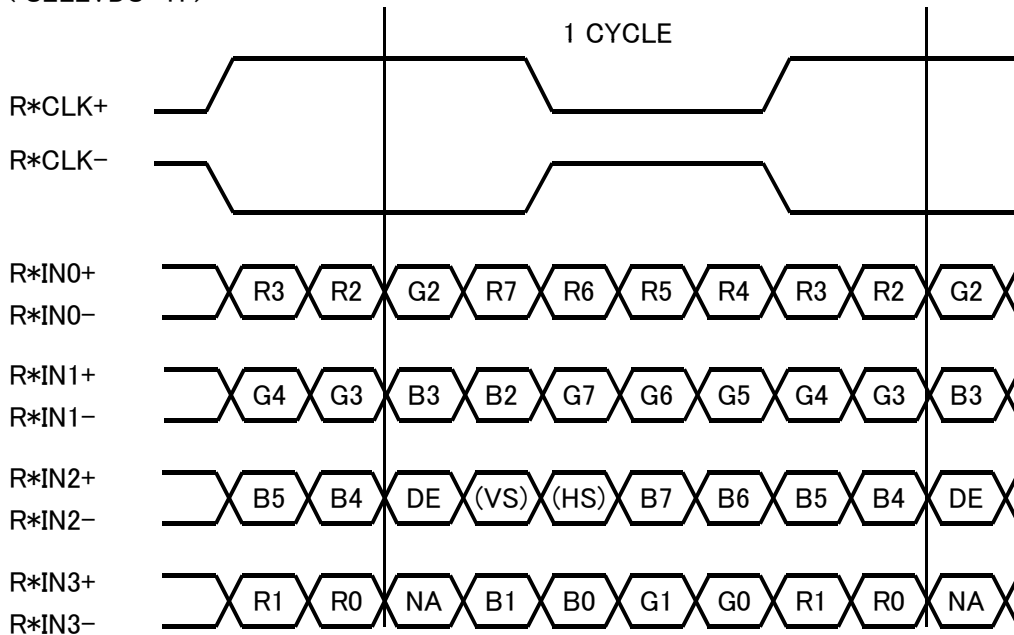 1 CYCLE
R*CLK+
R*CLK-
R*IN0+
R3 R2 G2 R7 R6 R5 R4 R3 R2 G2
R*IN0-
R*IN1+
G4 G3 B3 B2 G7 G6 G5 G4 G3 B3
R*IN1-
R*IN2+
B5 B4 DE (VS) (HS) B7 B6 B5 B4 DE
R*IN2-
R*IN3+
R1 R0 NA B1 B0 G1 G0 R1 R0 NA
R*IN3-